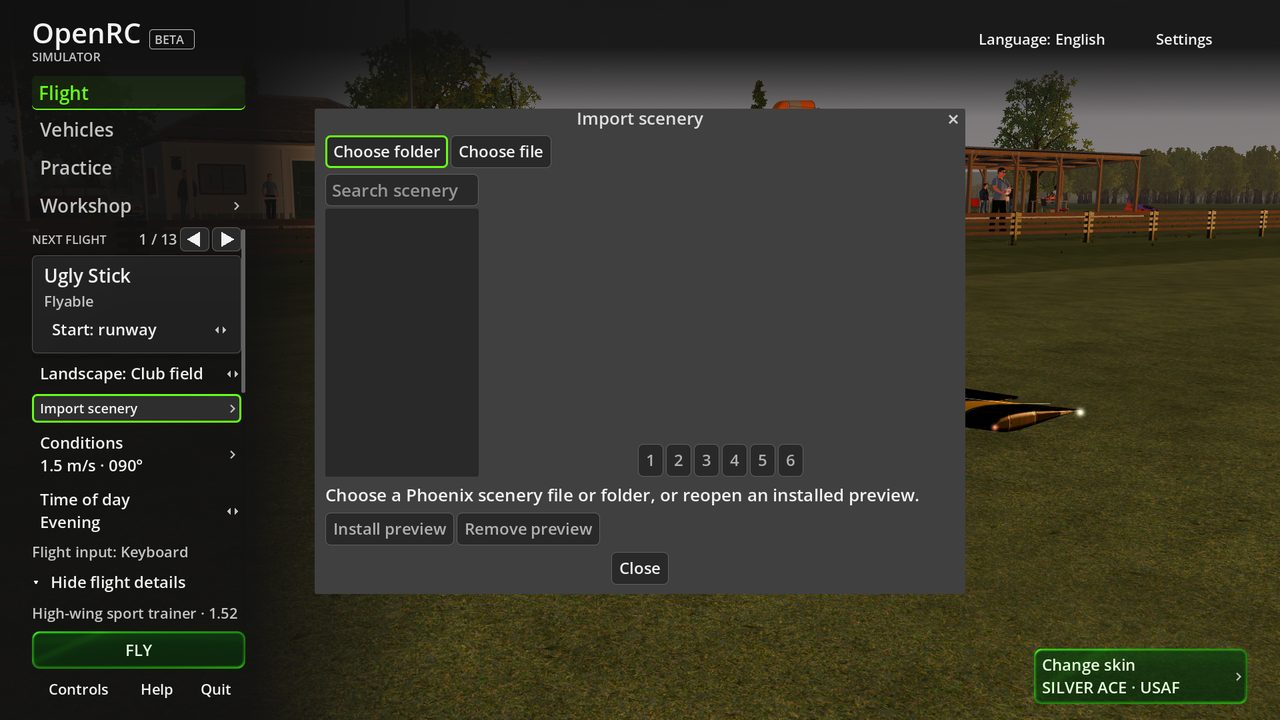 OpenRC BETA
SIMULATOR
Language: English
Settings
Flight
Vehicles
Practice
Workshop
NEXT FLIGHT 1 / 13
Ugly Stick
Flyable
Start: runway
Landscape: Club field
Import scenery
Conditions
1.5 m/s · 090°
Time of day
Evening
Flight input: Keyboard
Hide flight details
High-wing sport trainer · 1.52
FLY
Controls Help Quit
Import scenery
Choose folder Choose file
Search scenery
1 2 3 4 5 6
Choose a Phoenix scenery file or folder, or reopen an installed preview.
Install preview Remove preview
Close
Change skin
SILVER ACE · USAF